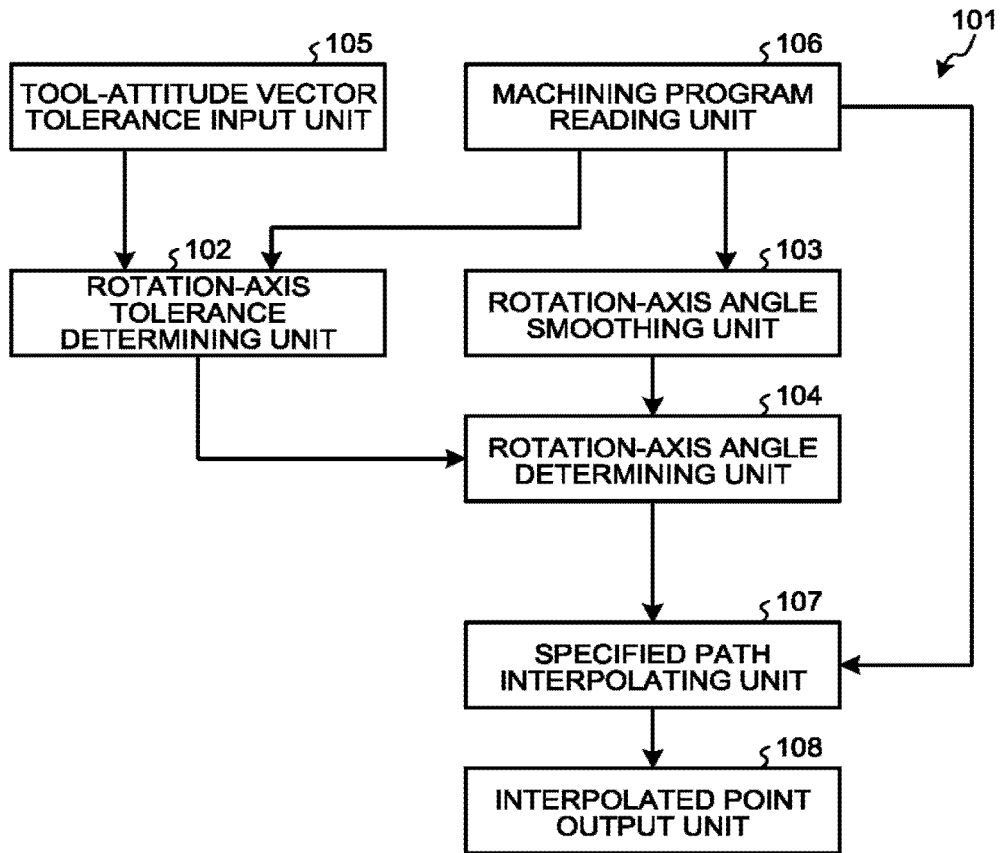 101
105
TOOL-ATTITUDE VECTOR
TOLERANCE INPUT UNIT
106
MACHINING PROGRAM
READING UNIT
102
ROTATION-AXIS
TOLERANCE
DETERMINING UNIT
103
ROTATION-AXIS ANGLE
SMOOTHING UNIT
104
ROTATION-AXIS ANGLE
DETERMINING UNIT
107
SPECIFIED PATH
INTERPOLATING UNIT
108
INTERPOLATED POINT
OUTPUT UNIT